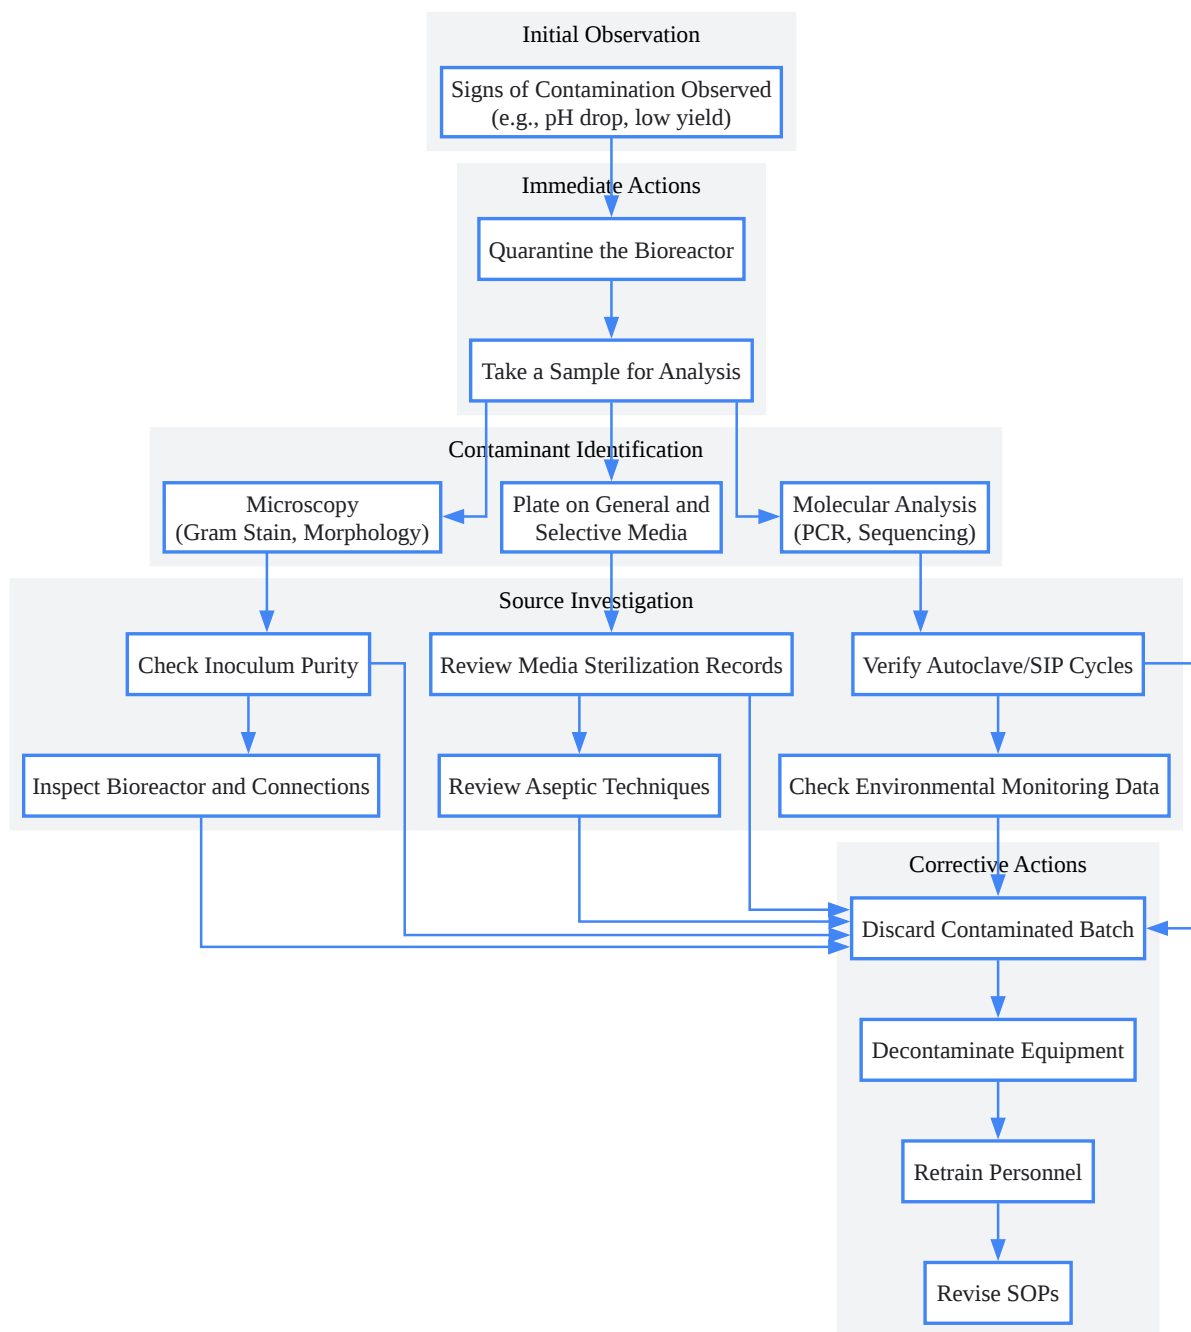 Initial Observation
Signs of Contamination Observed
(e.g., pH drop, low yield)
Immediate Actions
Quarantine the Bioreactor
Take a Sample for Analysis
Contaminant Identification
Microscopy
(Gram Stain, Morphology)
Plate on General and
Selective Media
Molecular Analysis
(PCR, Sequencing)
Source Investigation
Check Inoculum Purity
Review Media Sterilization Records
Verify Autoclave/SIP Cycles
Inspect Bioreactor and Connections
Review Aseptic Techniques
Check Environmental Monitoring Data
Corrective Actions
Discard Contaminated Batch
Decontaminate Equipment
Retrain Personnel
Revise SOPs